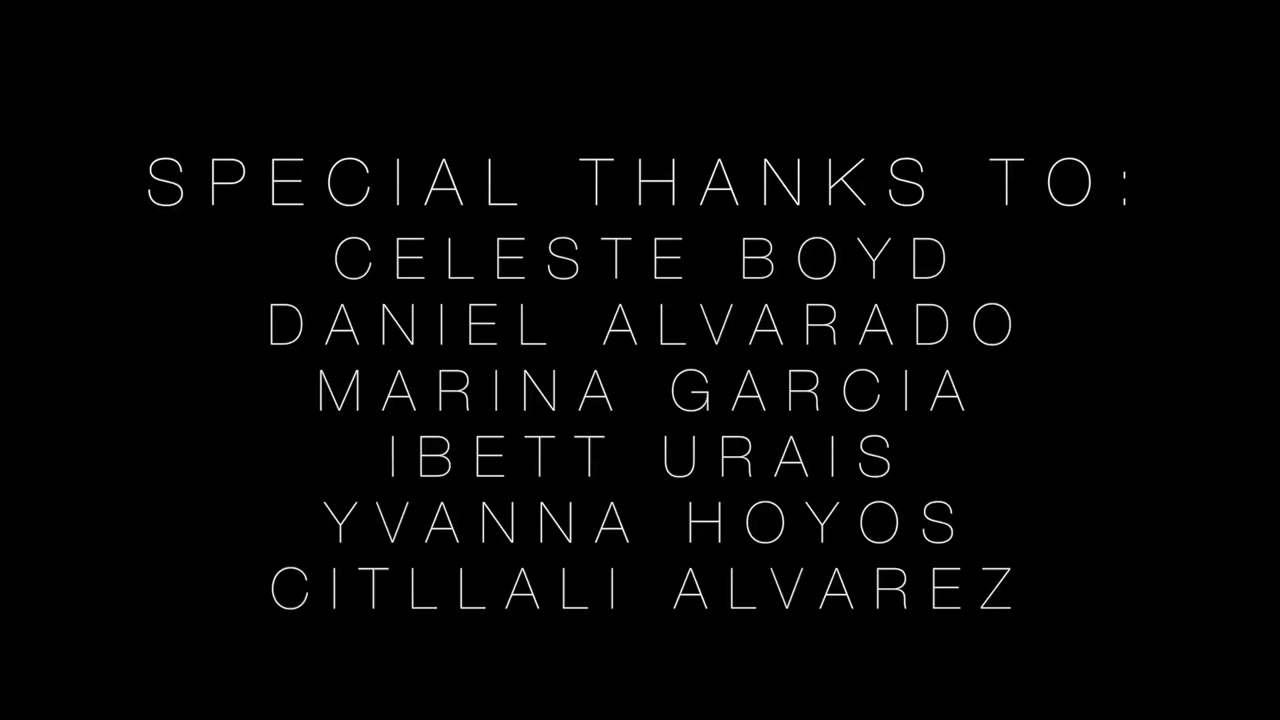 SPECIAL THANKS TO:
CELESTE BOYD
DANIEL ALVARADO
MARINA GARCIA
IBETT URAIS
YVANNA HOYOS
CITLLALI ALVAREZ